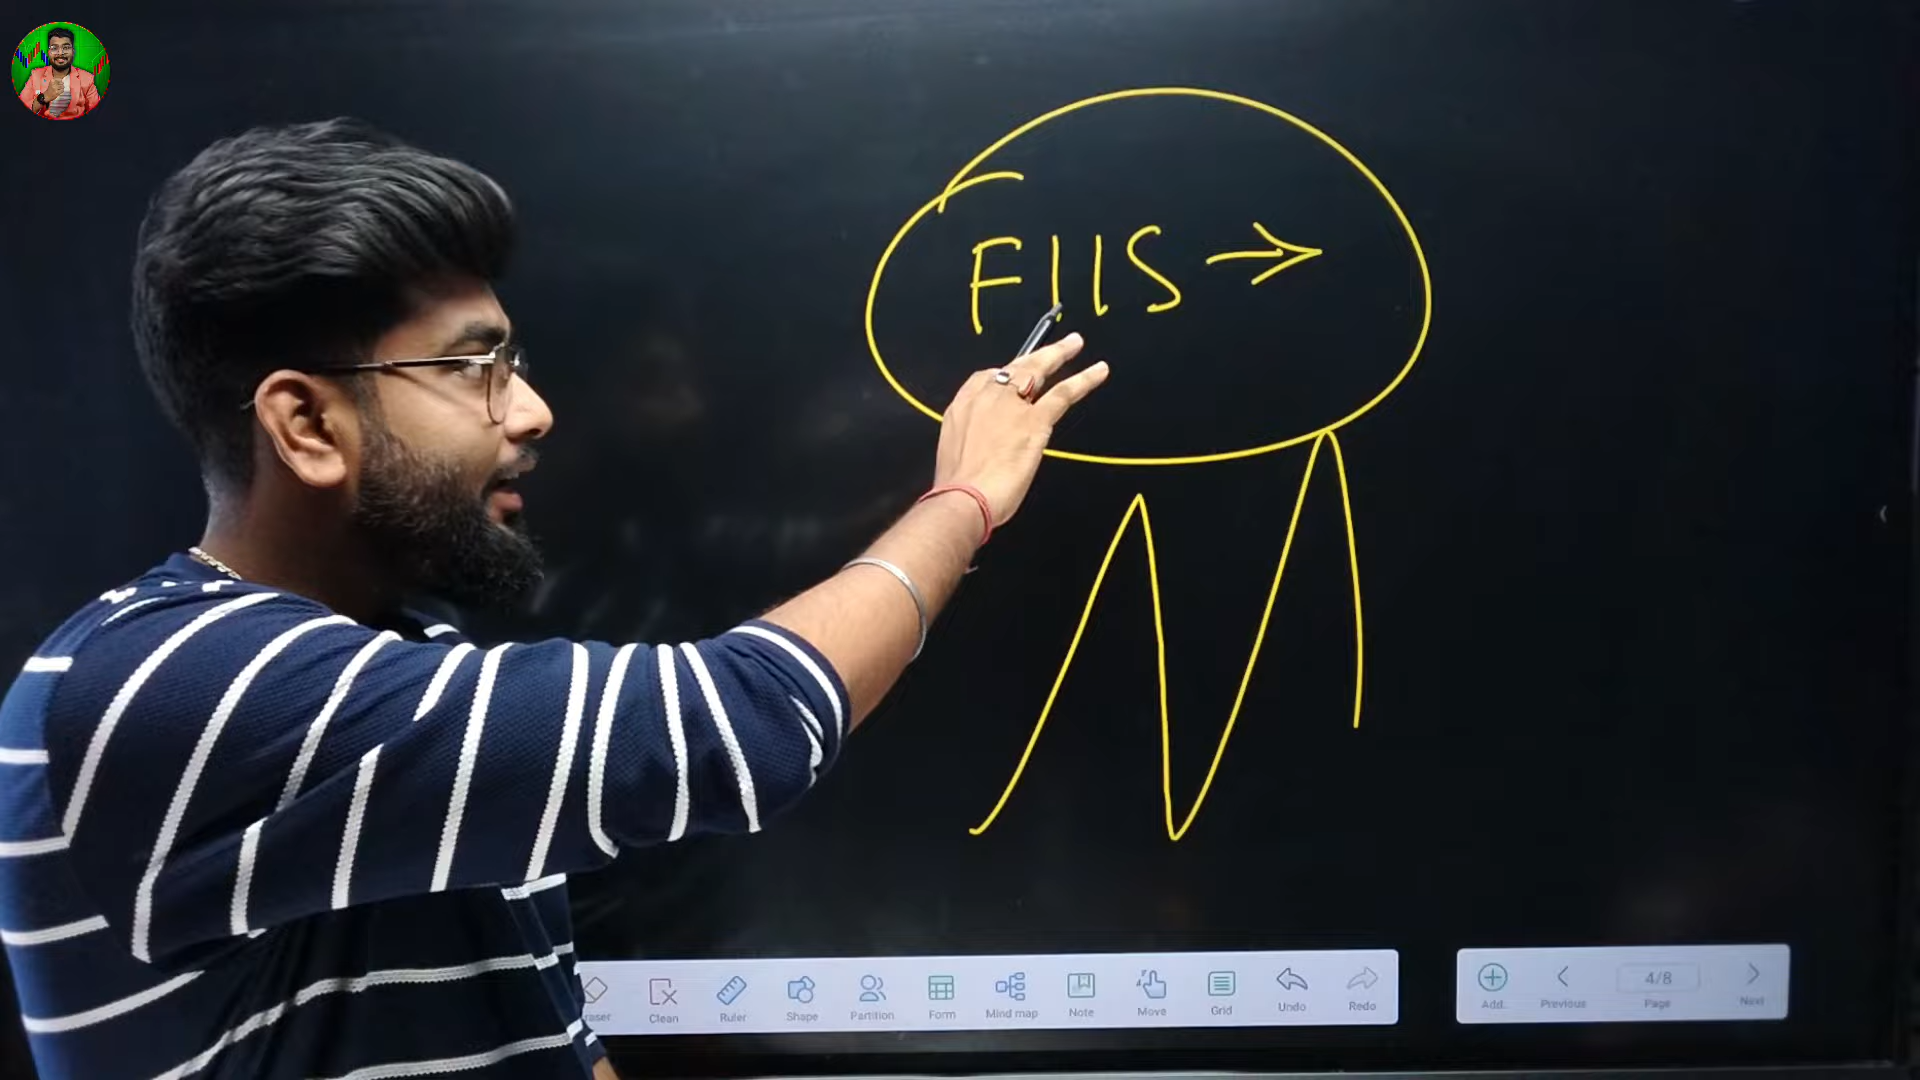 FIIS →
raser
Clean
Ruler
Shape
Partition
Form
Mind map
Note
Move
Grid
Undo
Redo
Add
Previous
4/8
Page
Next